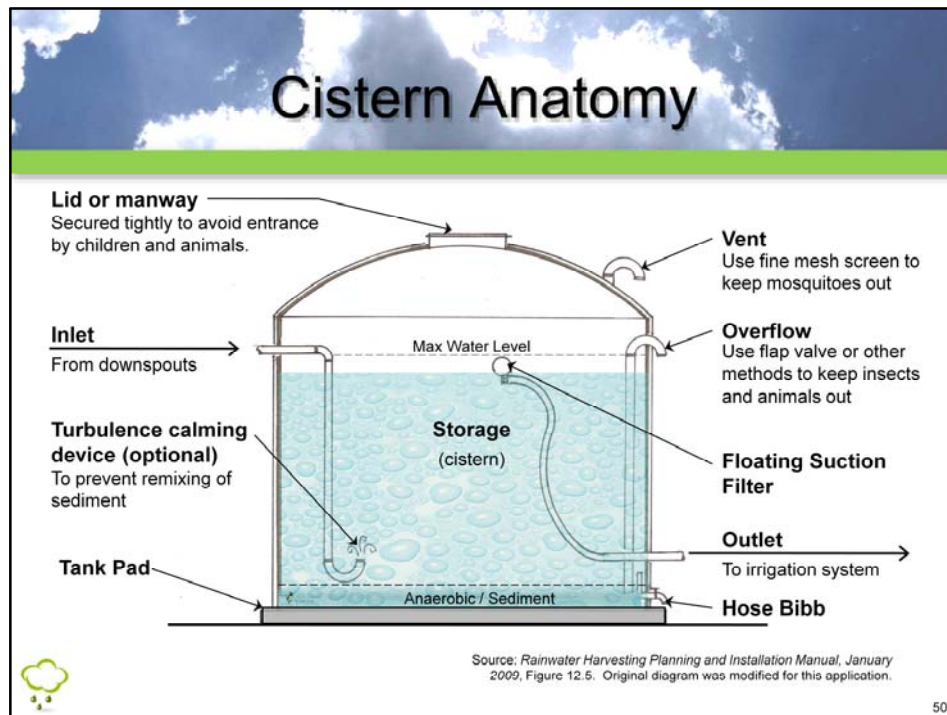 Cistern Anatomy
Lid or manway
Secured tightly to avoid entrance
by children and animals.
Inlet
From downspouts
Turbulence calming
device (optional)
To prevent remixing of
sediment
Tank Pad
Max Water Level
Storage
(cistern)
Anaerobic / Sediment
Vent
Use fine mesh screen to
keep mosquitoes out
Overflow
Use flap valve or other
methods to keep insects
and animals out
Floating Suction
Filter
Outlet
To irrigation system
Hose Bibb
Source: Rainwater Harvesting Planning and Installation Manual, January
2009, Figure 12.5. Original diagram was modified for this application.
50